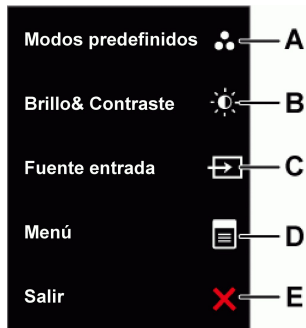 Modos predefinidos A
Brillo& Contraste B
Fuente entrada C
Menú D
Salir E